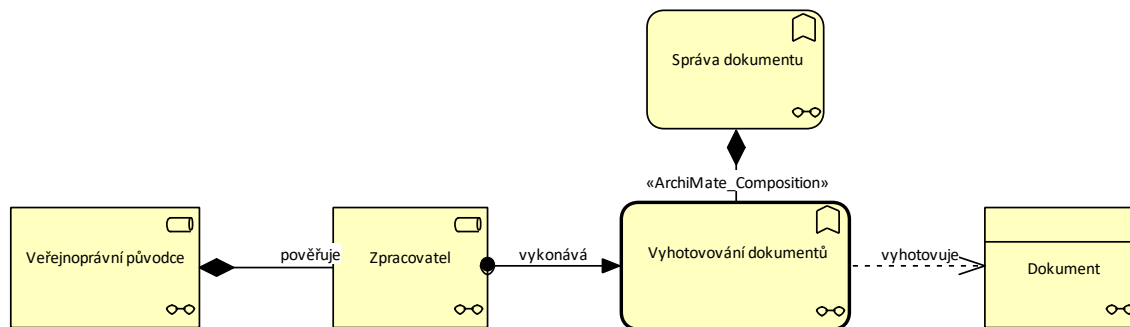 Správa dokumentu
«ArchiMate_Composition»
Veřejnoprávní původce
pověřuje
Zpracovatel
vykonává
Vyhotovování dokumentů
vyhotovuje
Dokument